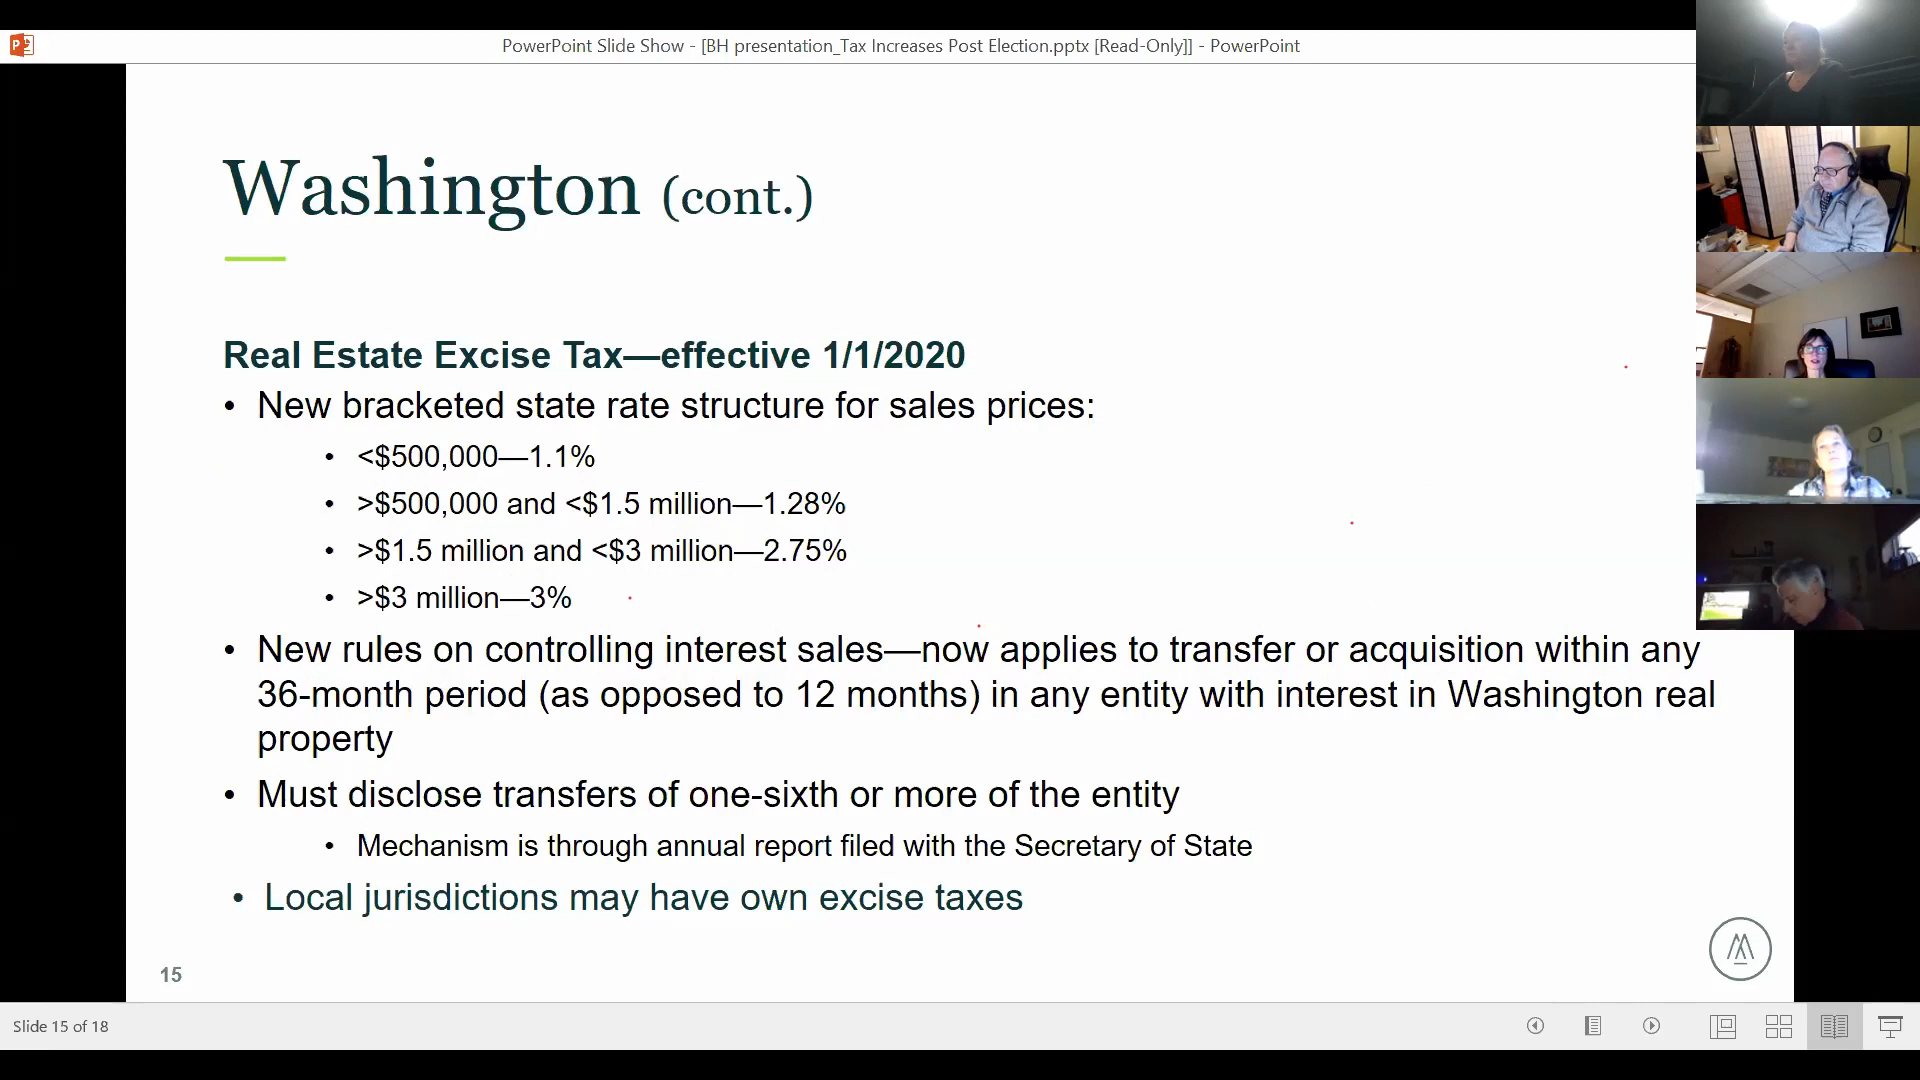 PowerPoint Slide Show - [BH presentation_Tax Increases Post Election.pptx [Read-Only]] - PowerPoint
Washington (cont.)
Real Estate Excise Tax—effective 1/1/2020
• New bracketed state rate structure for sales prices:
• <$500,000—1.1%
• >$500,000 and <$1.5 million—1.28%
• >$1.5 million and <$3 million—2.75%
• >$3 million—3%
• New rules on controlling interest sales—now applies to transfer or acquisition within any
36-month period (as opposed to 12 months) in any entity with interest in Washington real
property
• Must disclose transfers of one-sixth or more of the entity
• Mechanism is through annual report filed with the Secretary of State
• Local jurisdictions may have own excise taxes
15
Slide 15 of 18